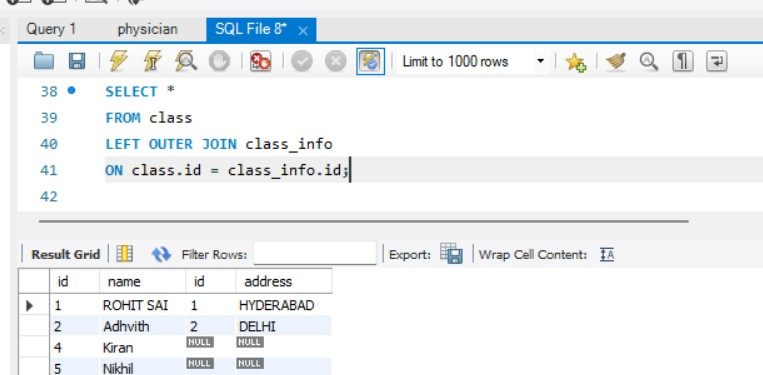 Query 1 physician SQL File 8* ×
Limit to 1000 rows
38 SELECT *
39 FROM class
40 LEFT OUTER JOIN class_info
41 ON class.id = class_info.id;
42
Result Grid Filter Rows: Export: Wrap Cell Content: IA
id name id address
1 ROHIT SAI 1 HYDERABAD
2 Adhvith 2 DELHI
4 Kiran NULL NULL
5 Nikhil NULL NULL